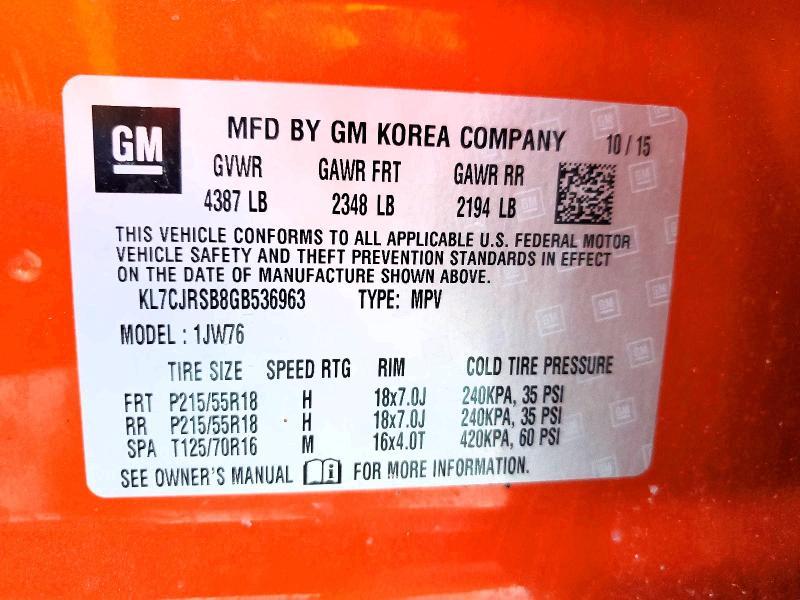 GM
MFD BY GM KOREA COMPANY 10 / 15
GVWR GAWR FRT GAWR RR
4387 LB 2348 LB 2194 LB
THIS VEHICLE CONFORMS TO ALL APPLICABLE U.S. FEDERAL MOTOR
VEHICLE SAFETY AND THEFT PREVENTION STANDARDS IN EFFECT
ON THE DATE OF MANUFACTURE SHOWN ABOVE.
KL7CJRSB8GB536963 TYPE: MPV
MODEL : 1JW76
TIRE SIZE SPEED RTG RIM COLD TIRE PRESSURE
FRT P215/55R18 H 18x7.0J 240KPA, 35 PSI
RR P215/55R18 H 18x7.0J 240KPA, 35 PSI
SPA T125/70R16 M 16x4.0T 420KPA, 60 PSI
SEE OWNER'S MANUAL i FOR MORE INFORMATION.